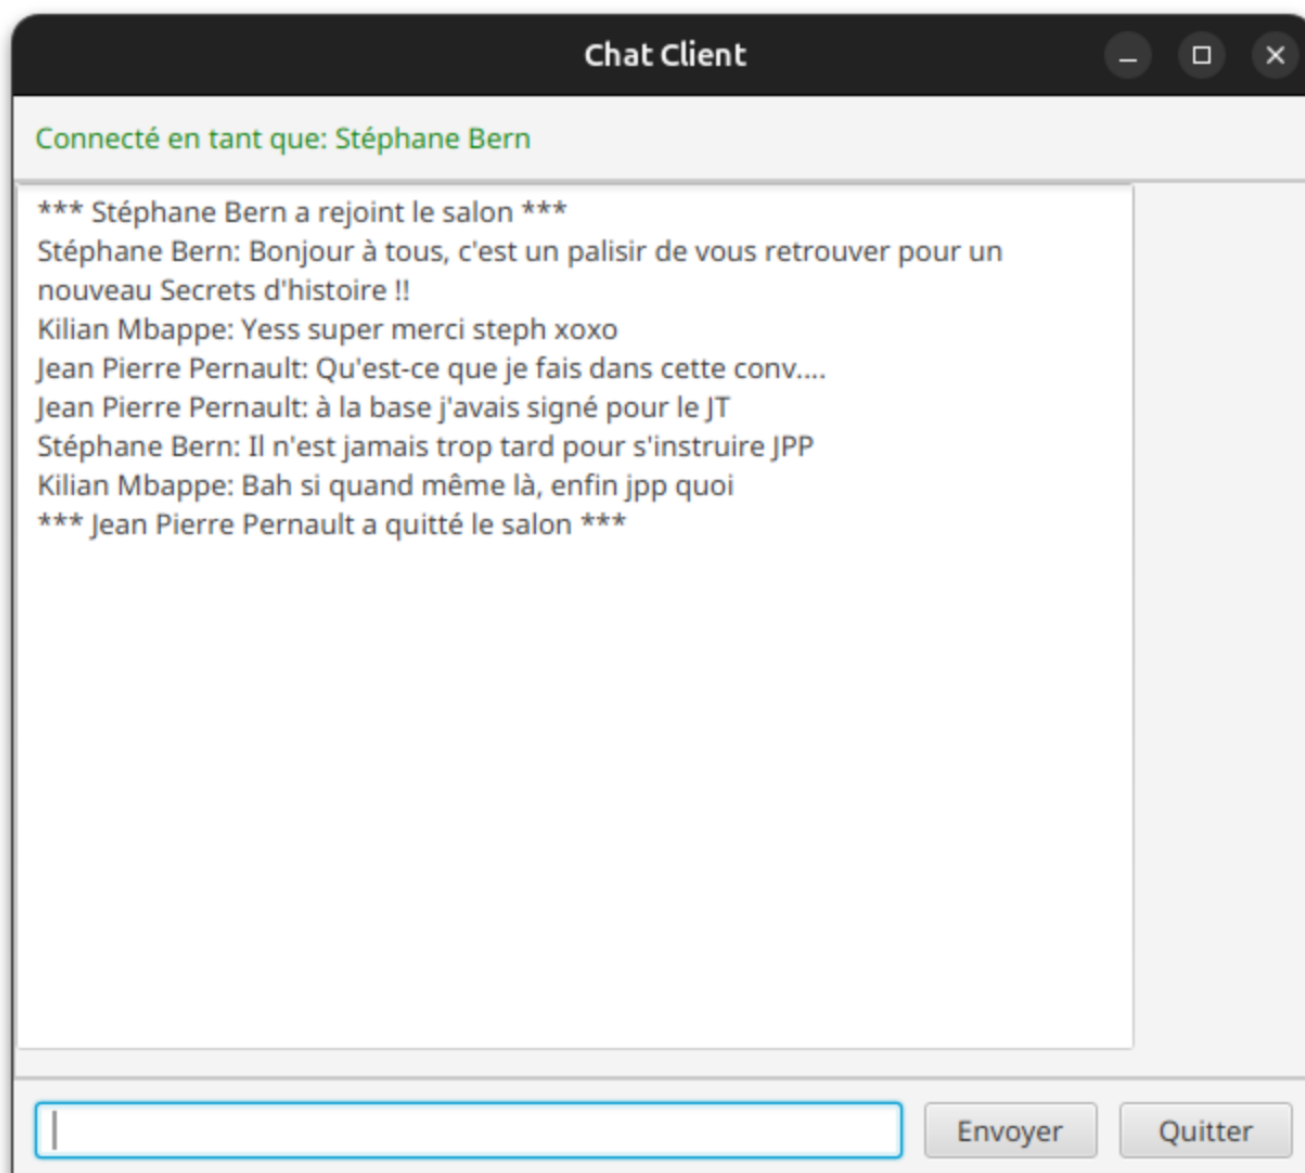 Chat Client
Connecté en tant que: Stéphane Bern
*** Stéphane Bern a rejoint le salon ***
Stéphane Bern: Bonjour à tous, c'est un palisir de vous retrouver pour un
nouveau Secrets d'histoire !!
Kilian Mbappe: Yess super merci steph xoxo
Jean Pierre Pernault: Qu'est-ce que je fais dans cette conv....
Jean Pierre Pernault: à la base j'avais signé pour le JT
Stéphane Bern: Il n'est jamais trop tard pour s'instruire JPP
Kilian Mbappe: Bah si quand même là, enfin jpp quoi
*** Jean Pierre Pernault a quitté le salon ***
Envoyer
Quitter